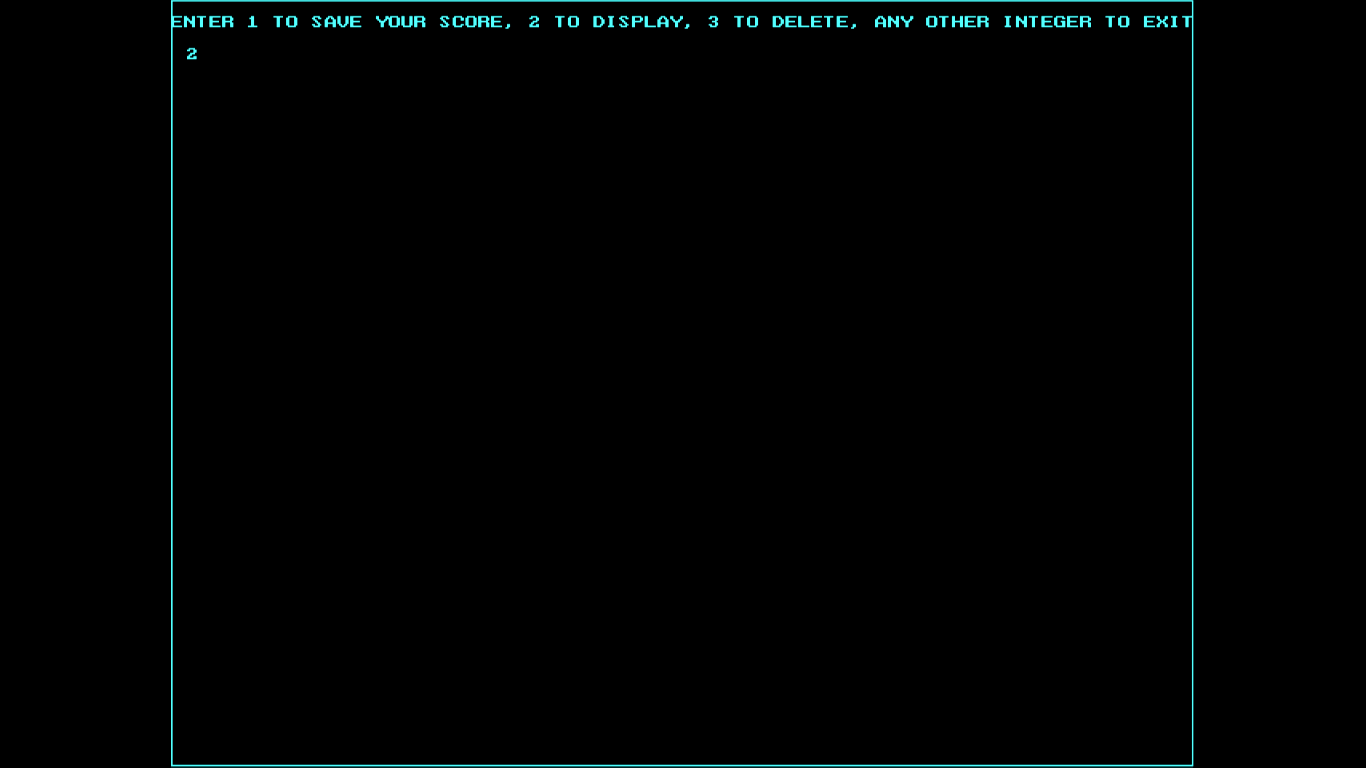 ENTER 1 TO SAVE YOUR SCORE, 2 TO DISPLAY, 3 TO DELETE, ANY OTHER INTEGER TO EXIT
2